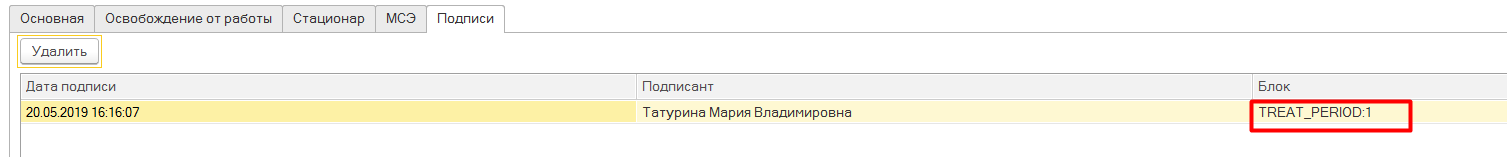 Основная Освобождение от работы Стационар МСЭ Подписи
Удалить
Дата подписи Подписант Блок
20.05.2019 16:16:07 Татурина Мария Владимировна TREAT_PERIOD:1